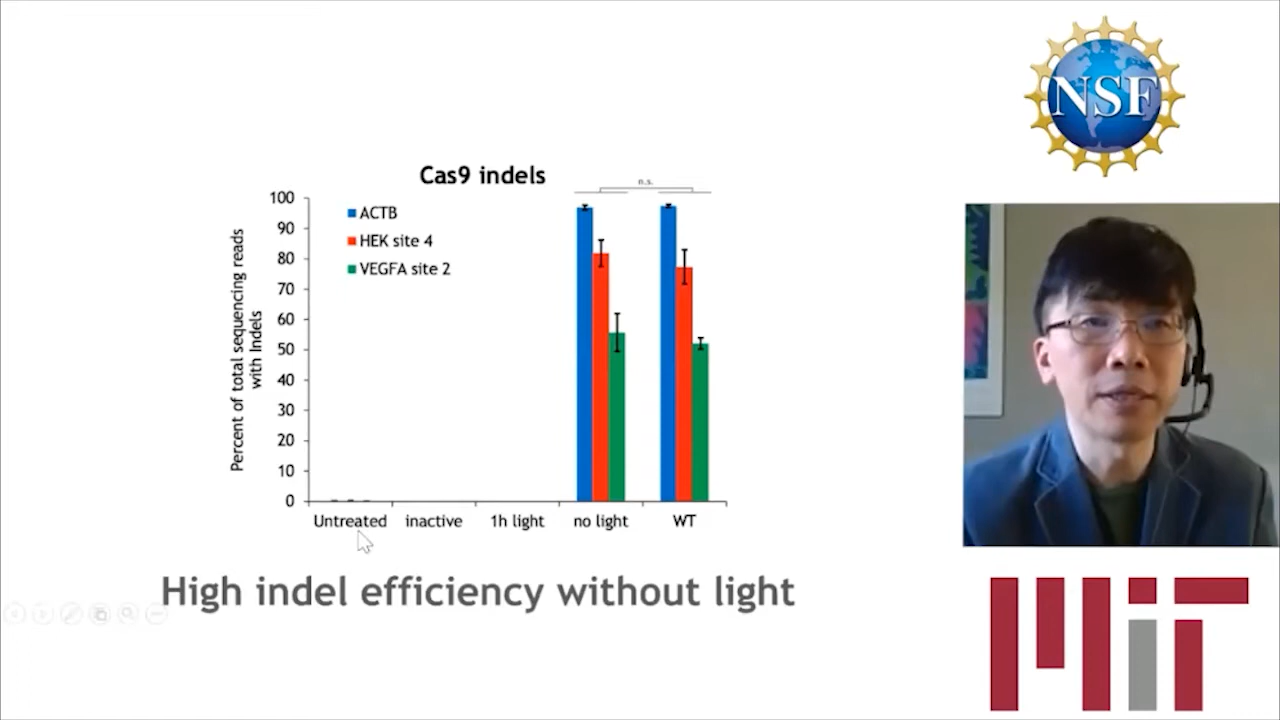 NSF
Cas9 indels
n.s.
100
90
80
70
60
50
40
30
20
10
0
Percent of total sequencing reads
with Indels
ACTB
HEK site 4
VEGFA site 2
Untreated inactive 1h light no light WT
High indel efficiency without light
MIT